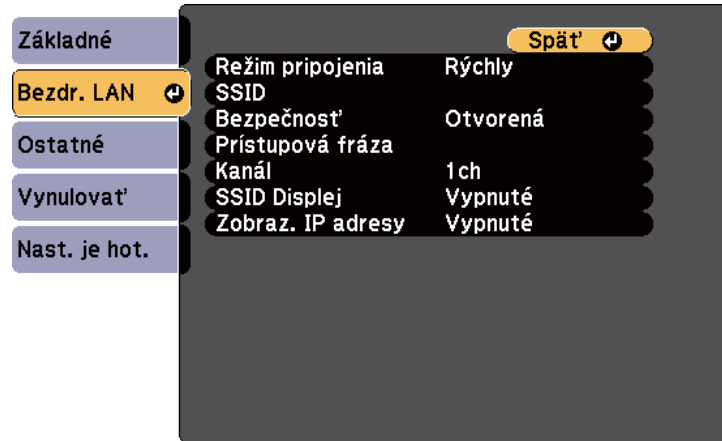 Základné
Bezdr. LAN
Ostatné
Vynulovať
Nast. je hot.
Späť
Režim pripojenia Rýchly
SSID
Bezpečnosť Otvorená
Prístupová fráza
Kanál 1ch
SSID Displej Vypnuté
Zobraz. IP adresy Vypnuté